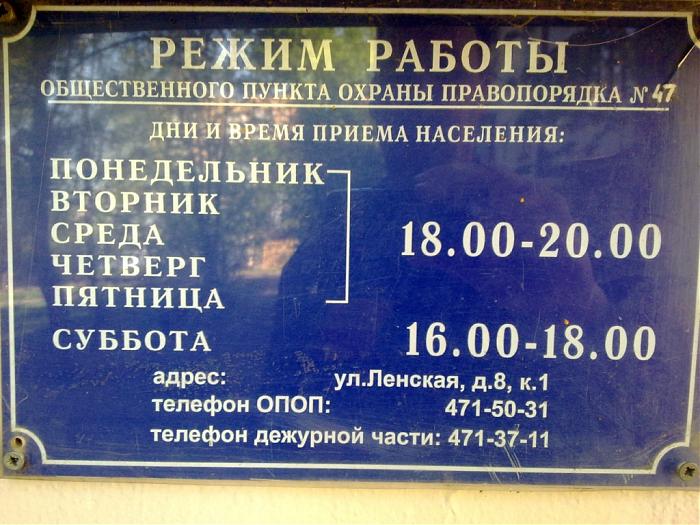 РЕЖИМ РАБОТЫ
ОБЩЕСТВЕННОГО ПУНКТА ОХРАНЫ ПРАВОПОРЯДКА № 47
ДНИ И ВРЕМЯ ПРИЕМА НАСЕЛЕНИЯ:
ПОНЕДЕЛЬНИК
ВТОРНИК
СРЕДА
ЧЕТВЕРГ
ПЯТНИЦА
18.00-20.00
СУББОТА 16.00-18.00
адрес: ул.Ленская, д.8, к.1
телефон ОПОП: 471-50-31
телефон дежурной части: 471-37-11